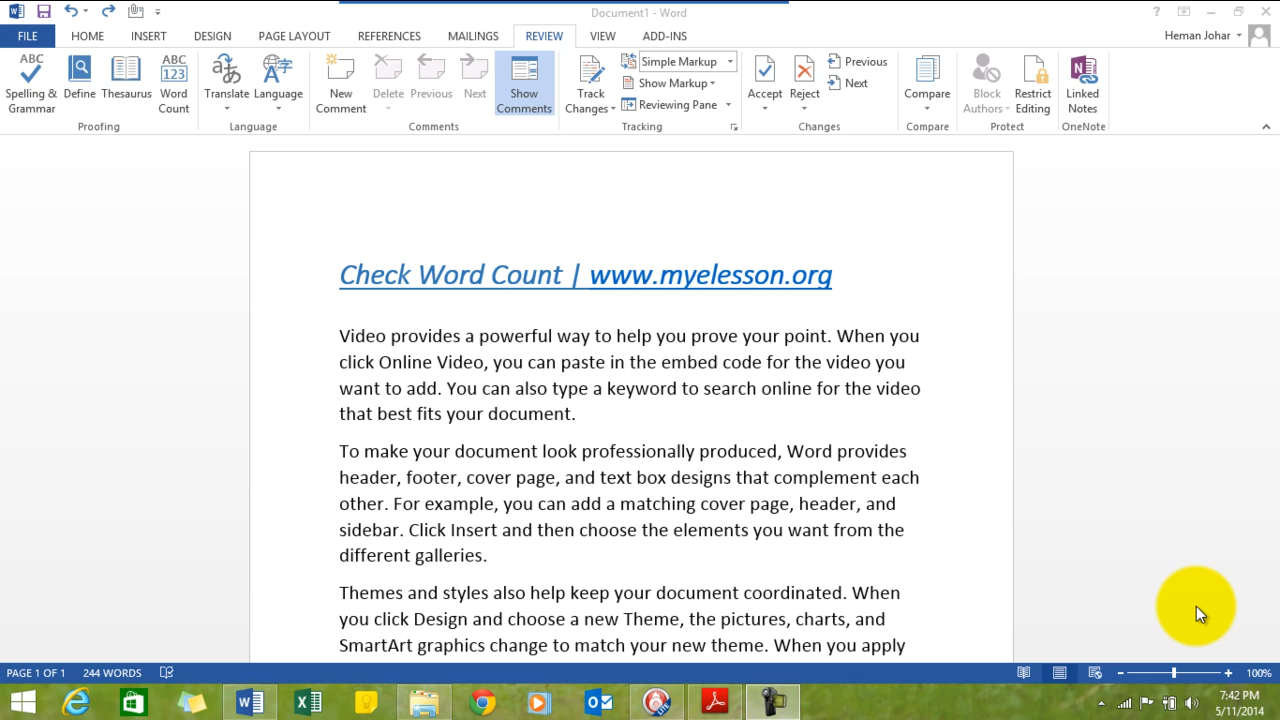 Document1 - Word
?
FILE HOME INSERT DESIGN PAGE LAYOUT REFERENCES MAILINGS REVIEW VIEW ADD-INS Heman Johar
ABC
Spelling &
Grammar
Define
Thesaurus
ABC
123
Word
Count
Proofing
Translate
Language
Language
New
Comment
Delete
Previous
Next
Show
Comments
Comments
Track
Changes
Simple Markup
Show Markup
Reviewing Pane
Tracking
Accept
Reject
Previous
Next
Changes
Compare
Compare
Block
Authors
Restrict
Editing
Protect
Linked
Notes
OneNote
Check Word Count | www.myelesson.org
Video provides a powerful way to help you prove your point. When you
click Online Video, you can paste in the embed code for the video you
want to add. You can also type a keyword to search online for the video
that best fits your document.
To make your document look professionally produced, Word provides
header, footer, cover page, and text box designs that complement each
other. For example, you can add a matching cover page, header, and
sidebar. Click Insert and then choose the elements you want from the
different galleries.
Themes and styles also help keep your document coordinated. When
you click Design and choose a new Theme, the pictures, charts, and
SmartArt graphics change to match your new theme. When you apply
PAGE 1 OF 1 244 WORDS 100%
7:42 PM
5/11/2014